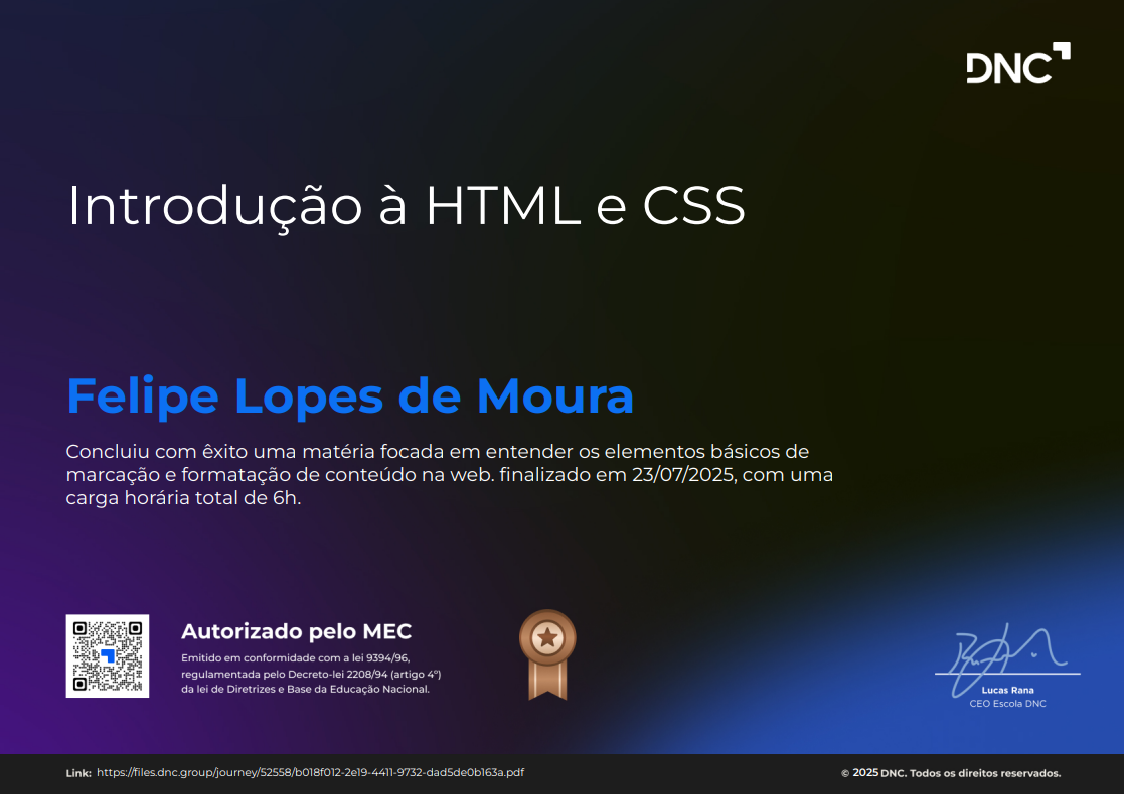 DNC
Introdução à HTML e CSS
Felipe Lopes de Moura
Concluiu com êxito uma matéria focada em entender os elementos básicos de
marcação e formatação de conteúdo na web. finalizado em 23/07/2025, com uma
carga horária total de 6h.
Autorizado pelo MEC
Emitido em conformidade com a lei 9394/96,
regulamentada pelo Decreto-lei 2208/94 (artigo 4º)
da lei de Diretrizes e Base da Educação Nacional.
Lucas Rana
CEO Escola DNC
Link: https://files.dnc.group/journey/52558/b018f012-2e19-4411-9732-dad5de0b163a.pdf
© 2025 DNC. Todos os direitos reservados.